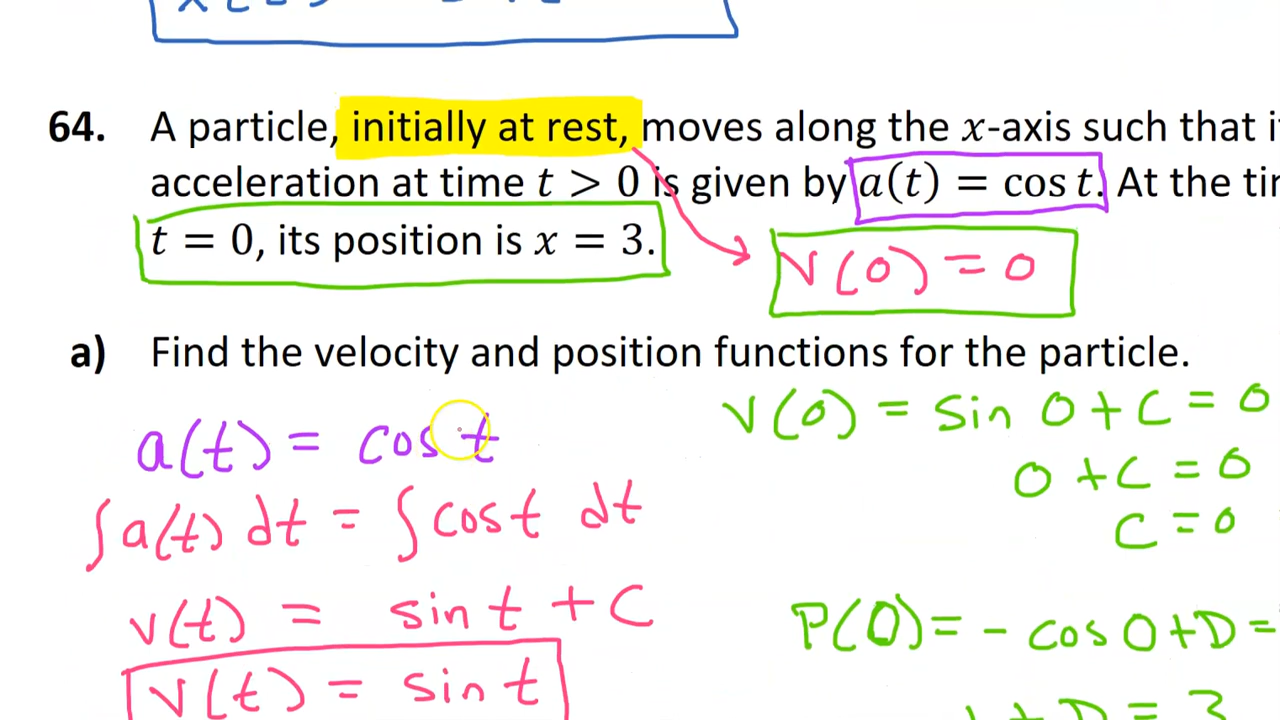 64. A particle, initially at rest, moves along the x-axis such that
acceleration at time t > 0 is given by a(t) = cos t. At the
t = 0, its position is x = 3.
V(0) = 0
a) Find the velocity and position functions for the particle.
a(t) = cos t
∫ a(t) dt = ∫ cos t dt
v(t) = sin t + C
v(t) = sin t
V(0) = sin 0 + C = 0
0 + C = 0
C = 0
P(0) = - cos 0 + D =
+ D = 3